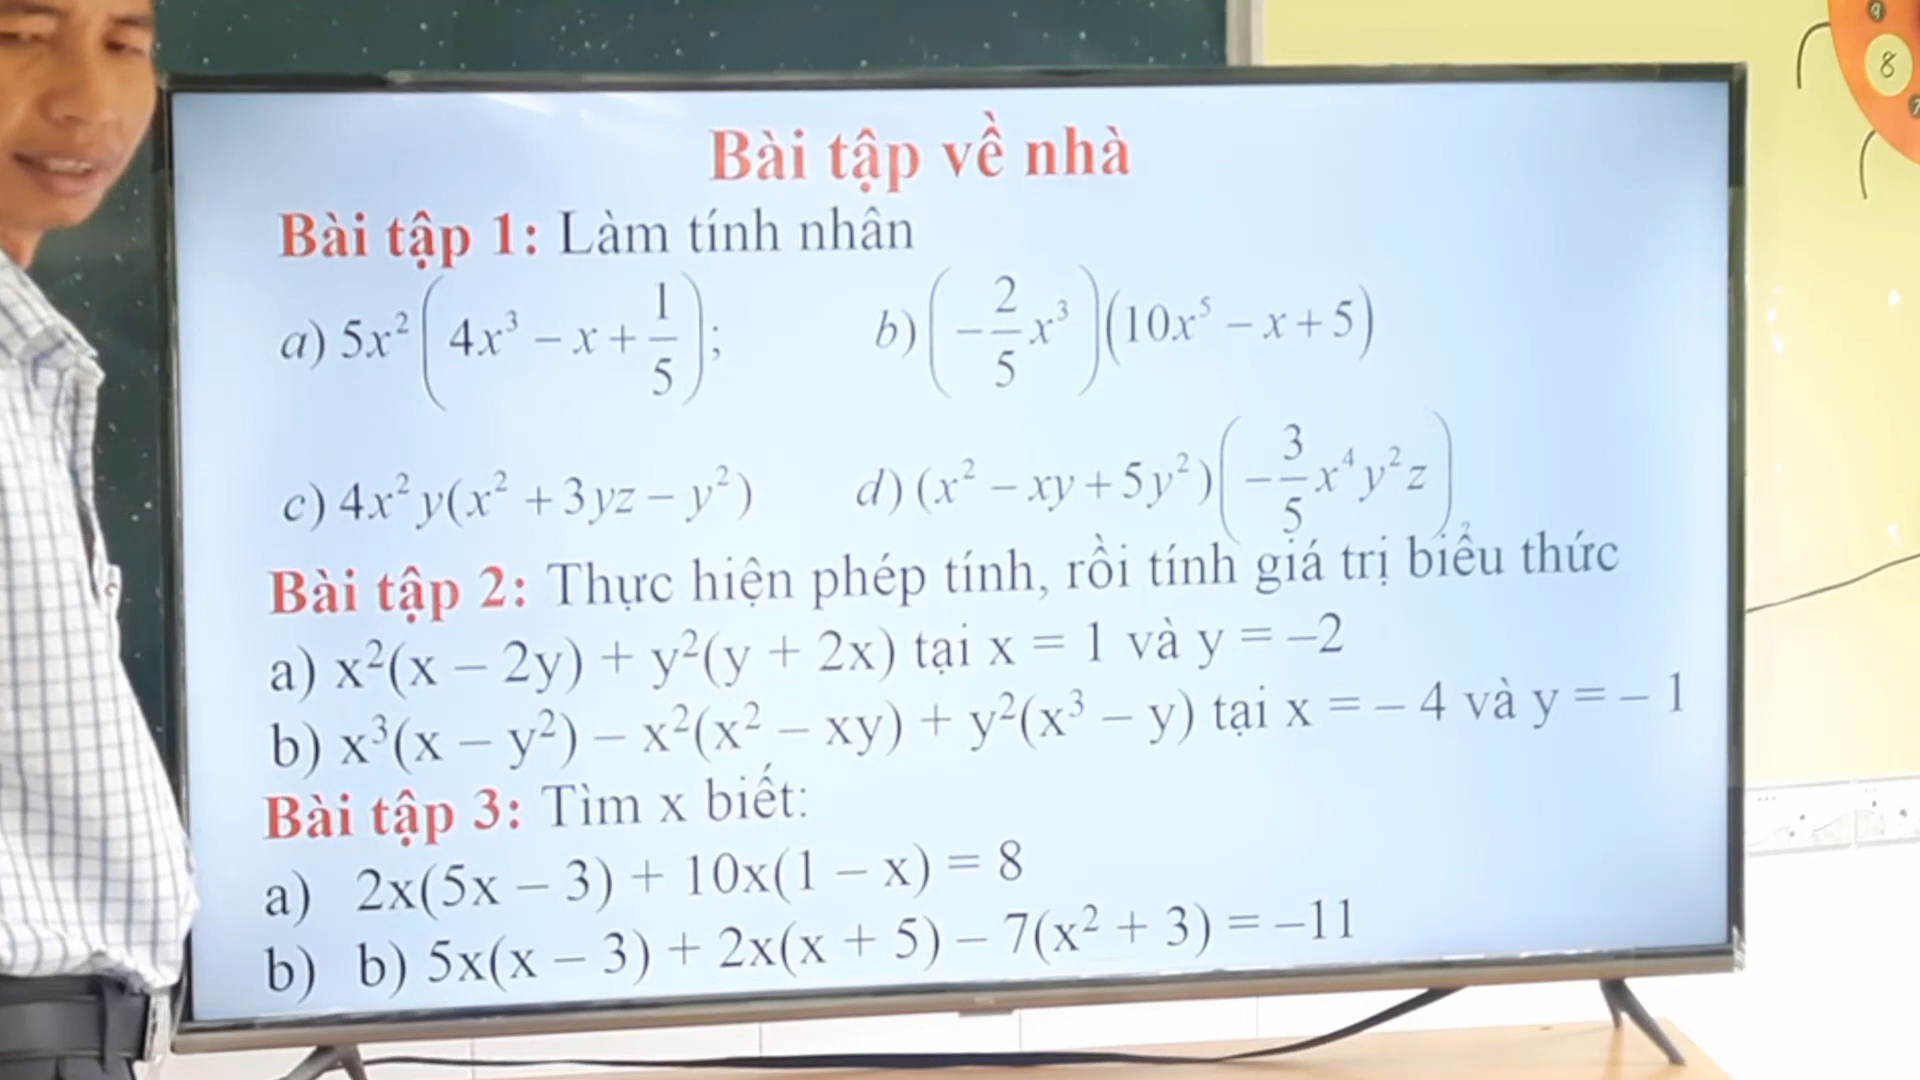 Bài tập về nhà
Bài tập 1: Làm tính nhân
a) 5x²(4x³ − x + 1/5); b) (−2/5x³)(10x⁵ − x + 5)
c) 4x²y(x² + 3yz − y²) d) (x² − xy + 5y²)(−3/5x⁴y²z)
Bài tập 2: Thực hiện phép tính, rồi tính giá trị biểu thức
a) x²(x – 2y) + y²(y + 2x) tại x = 1 và y = –2
b) x³(x – y²) – x²(x² – xy) + y²(x³ – y) tại x = – 4 và y = – 1
Bài tập 3: Tìm x biết:
a) 2x(5x – 3) + 10x(1 – x) = 8
b) b) 5x(x – 3) + 2x(x + 5) – 7(x² + 3) = –11
9
8